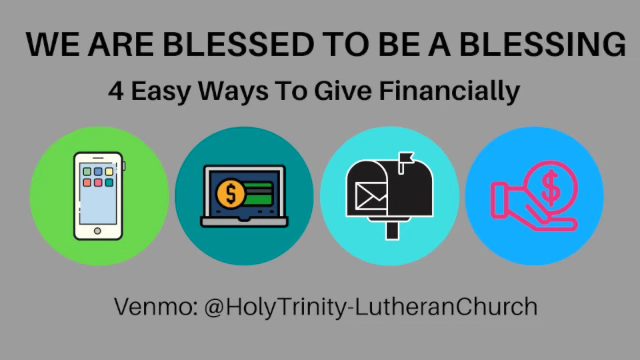 WE ARE BLESSED TO BE A BLESSING
4 Easy Ways To Give Financially
$
$
Venmo: @HolyTrinity-LutheranChurch